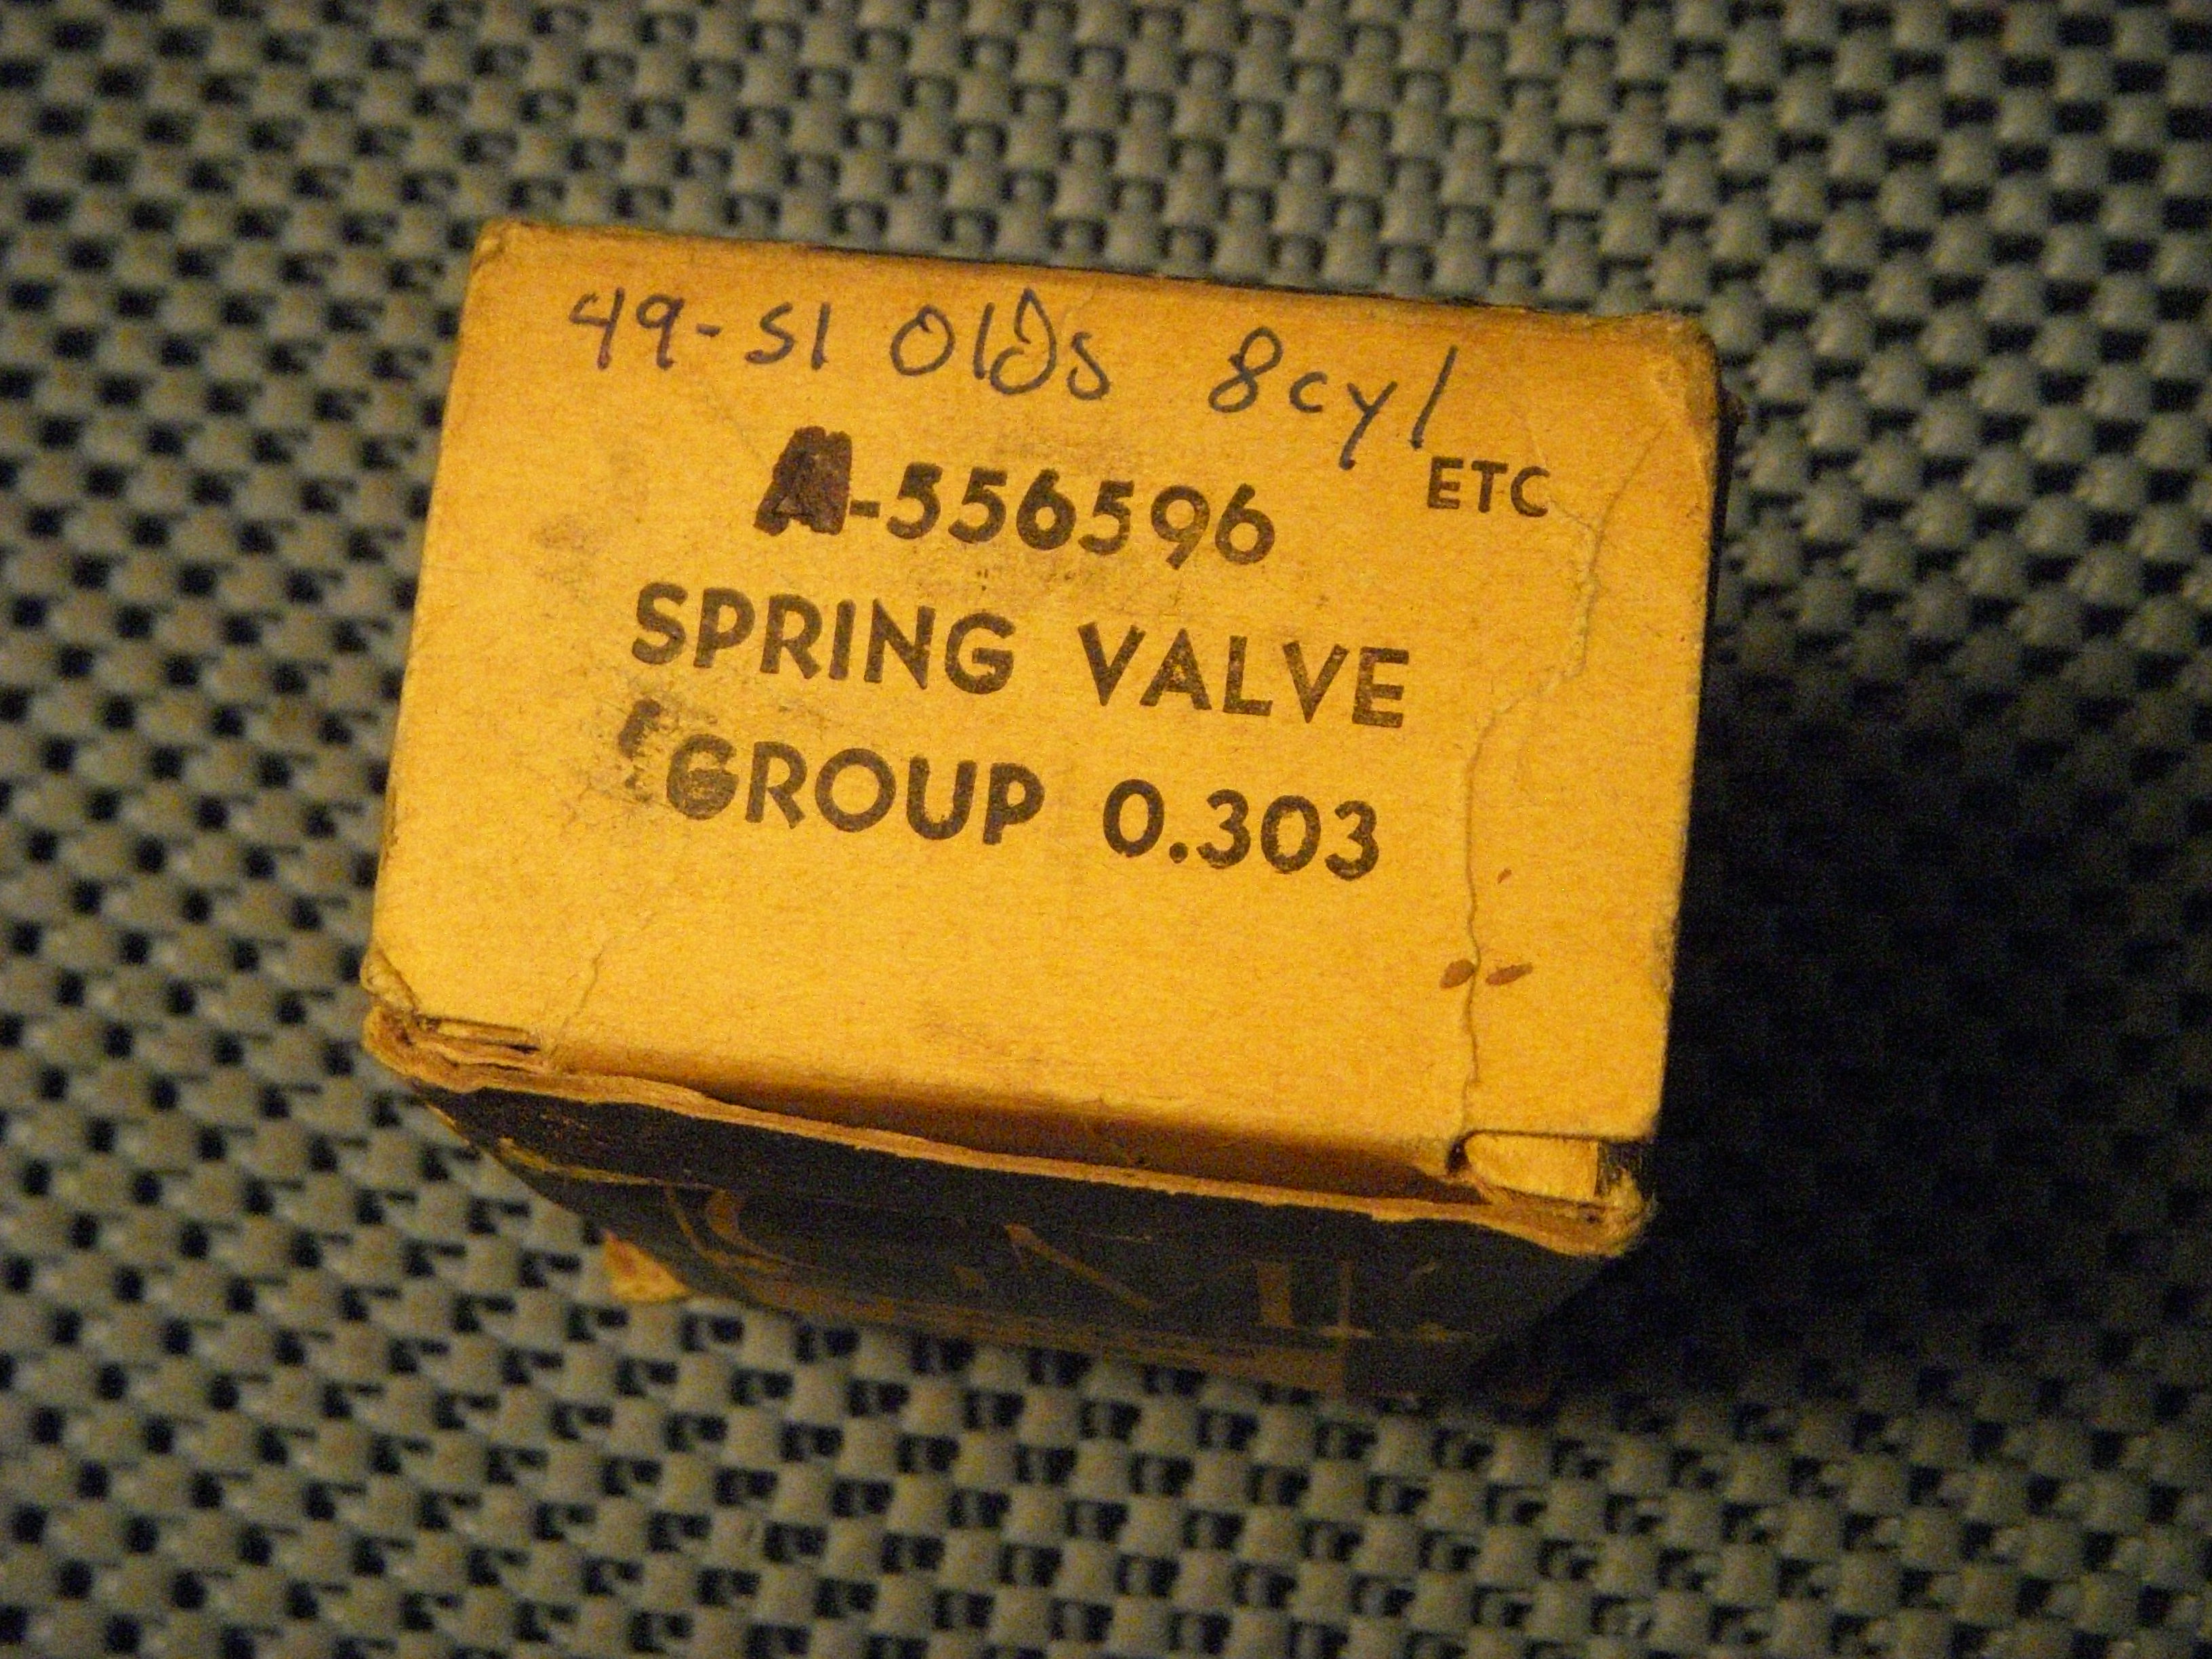 49-51 Olds 8cyl
ETC
A-556596
SPRING VALVE
GROUP 0.303